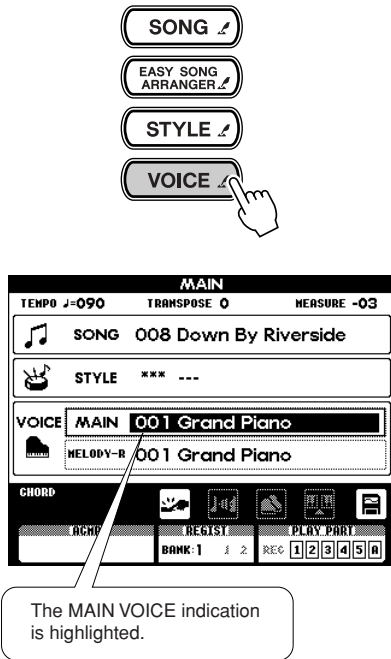 SONG
EASY SONG
ARRANGER
STYLE
VOICE
MAIN
TEMPO ♩=090 TRANSPOSE 0 MEASURE -03
SONG 008 Down By Riverside
STYLE *** ---
VOICE MAIN 001 Grand Piano
MELODY-R 001 Grand Piano
CHORD
REGIST PLAY PART
BANK:1 1 2 REC 1 2 3 4 5 A
The MAIN VOICE indication
is highlighted.